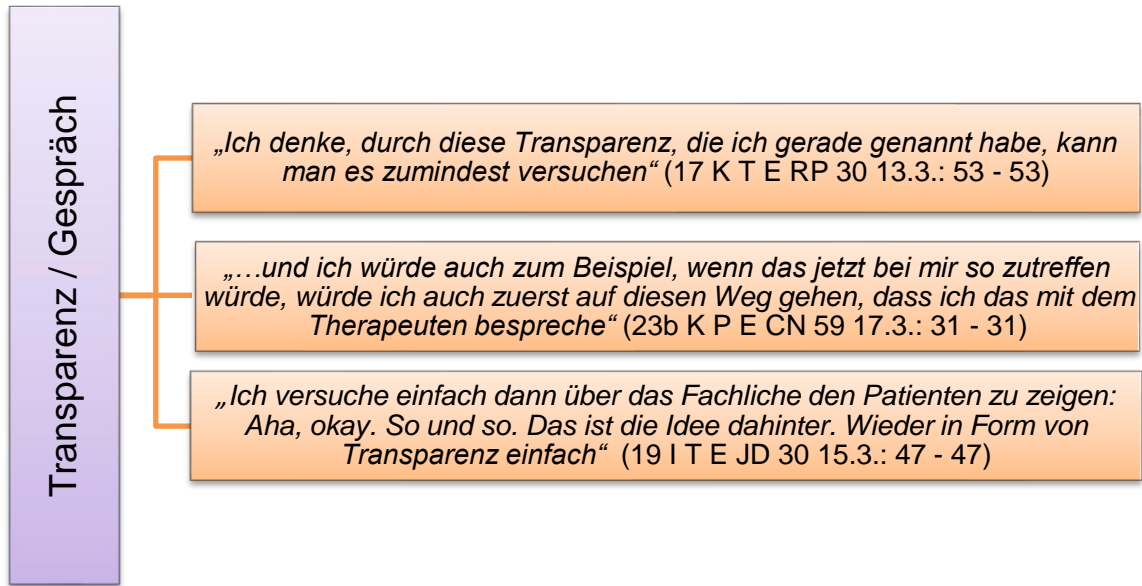 Transparenz / Gespräch
„Ich denke, durch diese Transparenz, die ich gerade genannt habe, kann
man es zumindest versuchen“ (17 K T E RP 30 13.3.: 53 - 53)
„…und ich würde auch zum Beispiel, wenn das jetzt bei mir so zutreffen
würde, würde ich auch zuerst auf diesen Weg gehen, dass ich das mit dem
Therapeuten bespreche“ (23b K P E CN 59 17.3.: 31 - 31)
„Ich versuche einfach dann über das Fachliche den Patienten zu zeigen:
Aha, okay. So und so. Das ist die Idee dahinter. Wieder in Form von
Transparenz einfach“ (19 I T E JD 30 15.3.: 47 - 47)